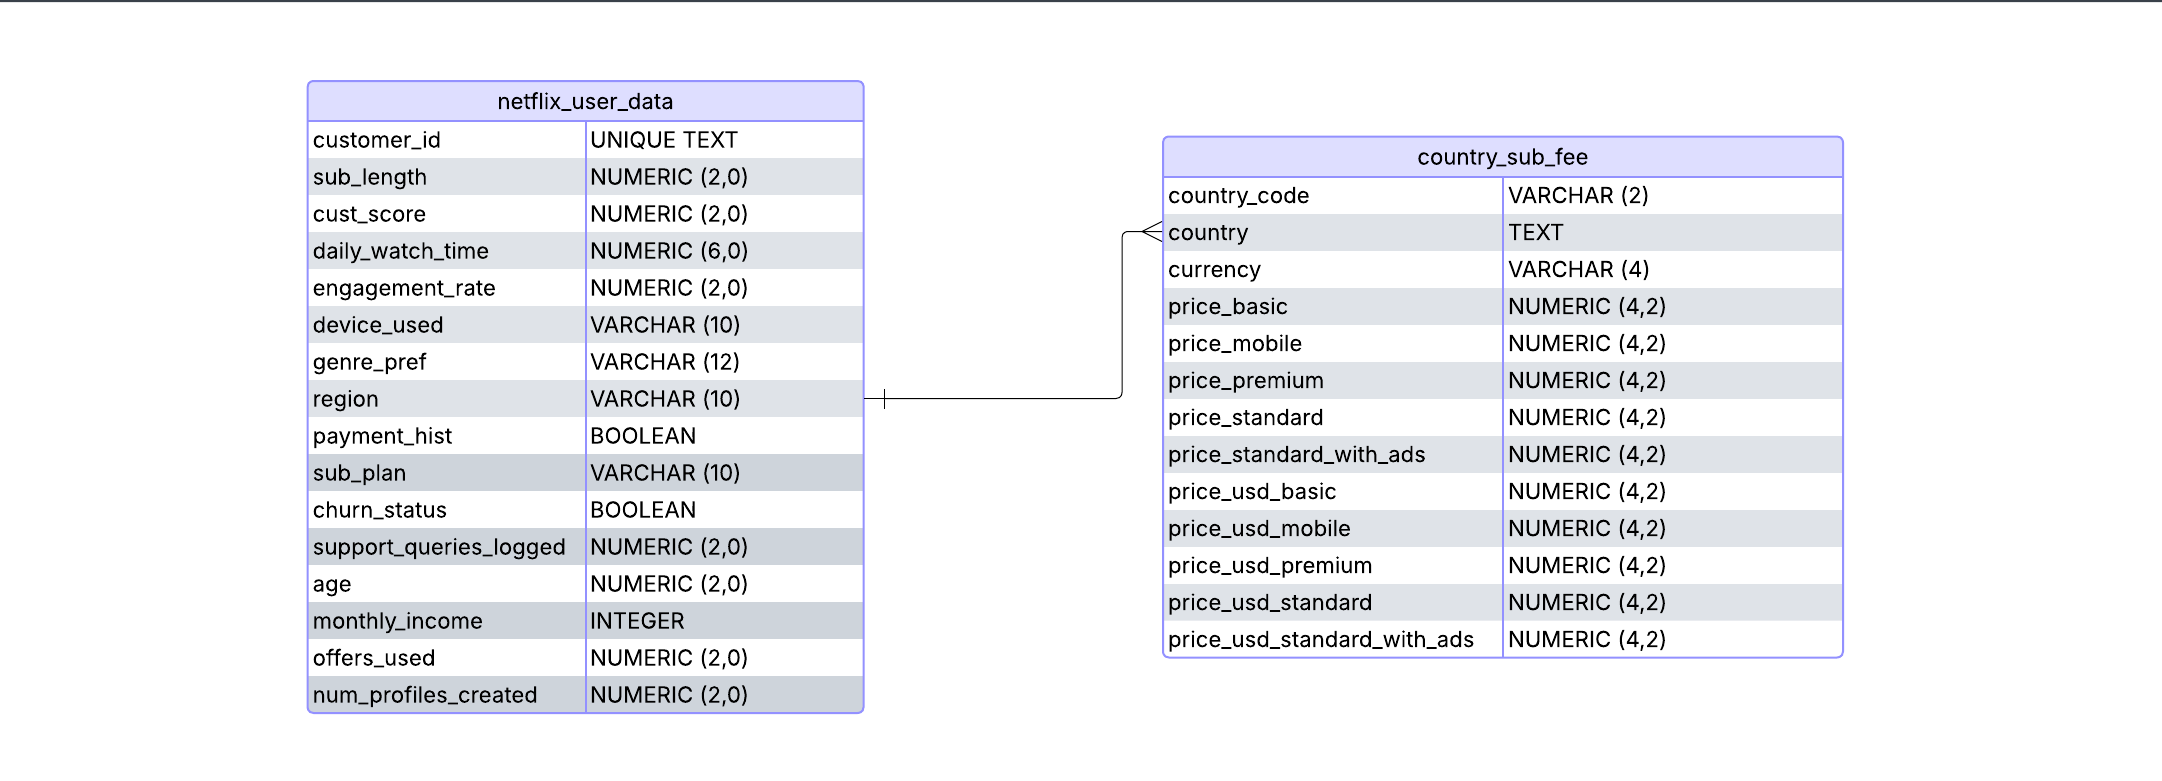 netflix_user_data
customer_id UNIQUE TEXT
sub_length NUMERIC (2,0)
cust_score NUMERIC (2,0)
daily_watch_time NUMERIC (6,0)
engagement_rate NUMERIC (2,0)
device_used VARCHAR (10)
genre_pref VARCHAR (12)
region VARCHAR (10)
payment_hist BOOLEAN
sub_plan VARCHAR (10)
churn_status BOOLEAN
support_queries_logged NUMERIC (2,0)
age NUMERIC (2,0)
monthly_income INTEGER
offers_used NUMERIC (2,0)
num_profiles_created NUMERIC (2,0)
country_sub_fee
country_code VARCHAR (2)
country TEXT
currency VARCHAR (4)
price_basic NUMERIC (4,2)
price_mobile NUMERIC (4,2)
price_premium NUMERIC (4,2)
price_standard NUMERIC (4,2)
price_standard_with_ads NUMERIC (4,2)
price_usd_basic NUMERIC (4,2)
price_usd_mobile NUMERIC (4,2)
price_usd_premium NUMERIC (4,2)
price_usd_standard NUMERIC (4,2)
price_usd_standard_with_ads NUMERIC (4,2)